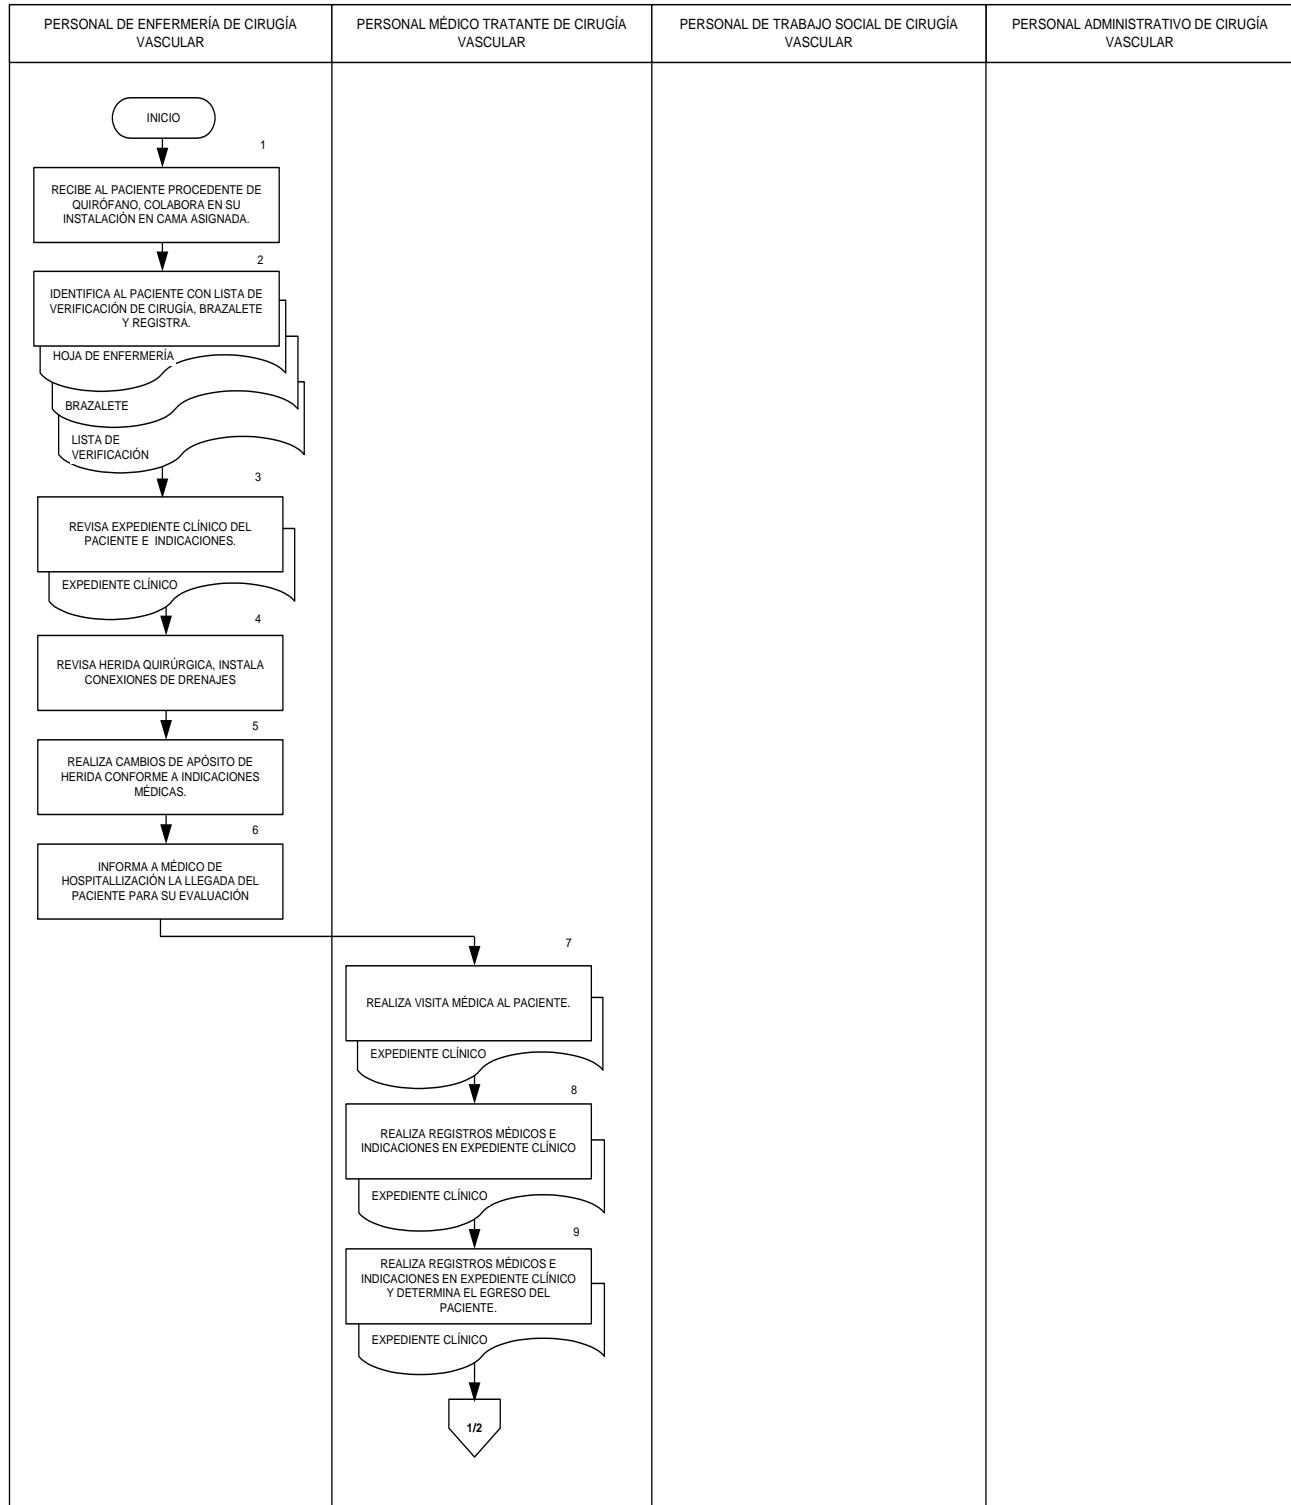 PERSONAL DE ENFERMERÍA DE CIRUGÍA
VASCULAR
PERSONAL MÉDICO TRATANTE DE CIRUGÍA
VASCULAR
PERSONAL DE TRABAJO SOCIAL DE CIRUGÍA
VASCULAR
PERSONAL ADMINISTRATIVO DE CIRUGÍA
VASCULAR
INICIO
1
RECIBE AL PACIENTE PROCEDENTE DE
QUIRÓFANO, COLABORA EN SU
INSTALACIÓN EN CAMA ASIGNADA.
2
IDENTIFICA AL PACIENTE CON LISTA DE
VERIFICACIÓN DE CIRUGÍA, BRAZALETE
Y REGISTRA.
HOJA DE ENFERMERÍA
BRAZALETE
LISTA DE
VERIFICACIÓN
3
REVISA EXPEDIENTE CLÍNICO DEL
PACIENTE E INDICACIONES.
EXPEDIENTE CLÍNICO
4
REVISA HERIDA QUIRÚRGICA, INSTALA
CONEXIONES DE DRENAJES
5
REALIZA CAMBIOS DE APÓSITO DE
HERIDA CONFORME A INDICACIONES
MÉDICAS.
6
INFORMA A MÉDICO DE
HOSPITALLIZACIÓN LA LLEGADA DEL
PACIENTE PARA SU EVALUACIÓN
7
REALIZA VISITA MÉDICA AL PACIENTE.
EXPEDIENTE CLÍNICO
8
REALIZA REGISTROS MÉDICOS E
INDICACIONES EN EXPEDIENTE CLÍNICO
EXPEDIENTE CLÍNICO
9
REALIZA REGISTROS MÉDICOS E
INDICACIONES EN EXPEDIENTE CLÍNICO
Y DETERMINA EL EGRESO DEL
PACIENTE.
EXPEDIENTE CLÍNICO
1/2